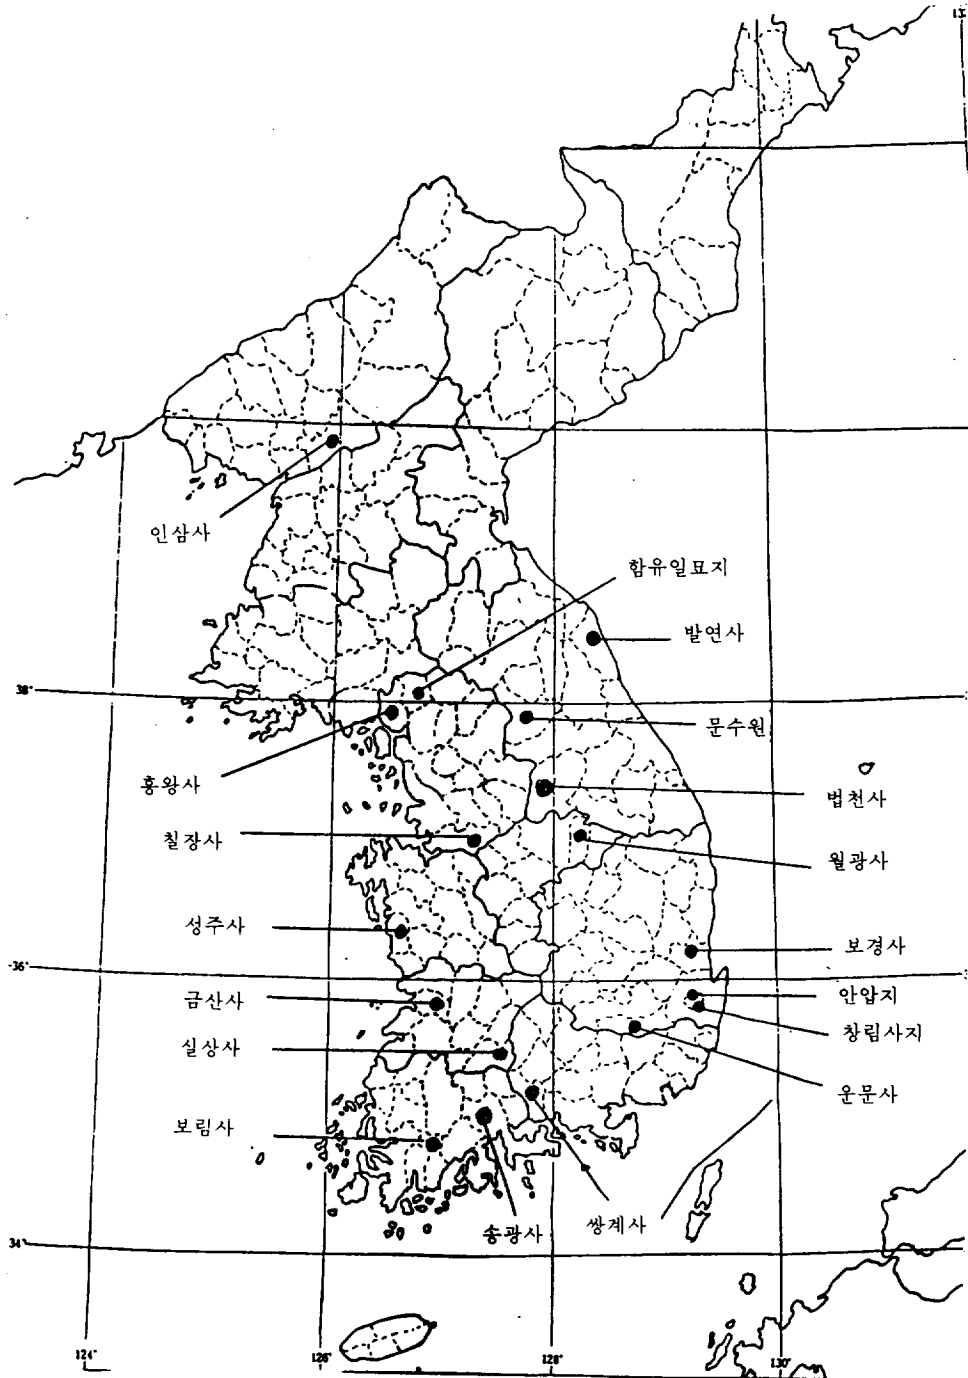 13
인삼사
함유일묘지
발연사
38°
문수원
흥왕사
법천사
칠장사
월광사
성주사
보경사
36°
안압지
금산사
창림사지
실상사
운문사
보림사
쌍계사
송광사
34°
124°
126°
128°
130°